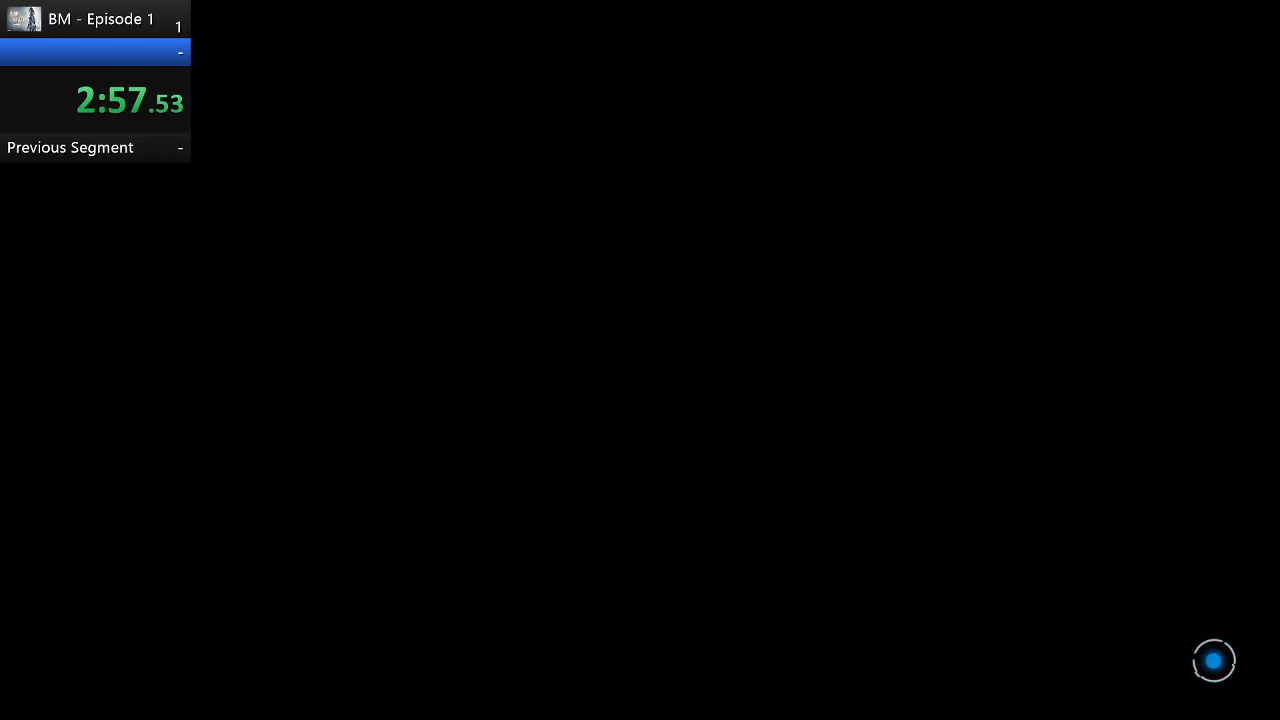 BM - Episode 1
1
-
2:57.53
Previous Segment -